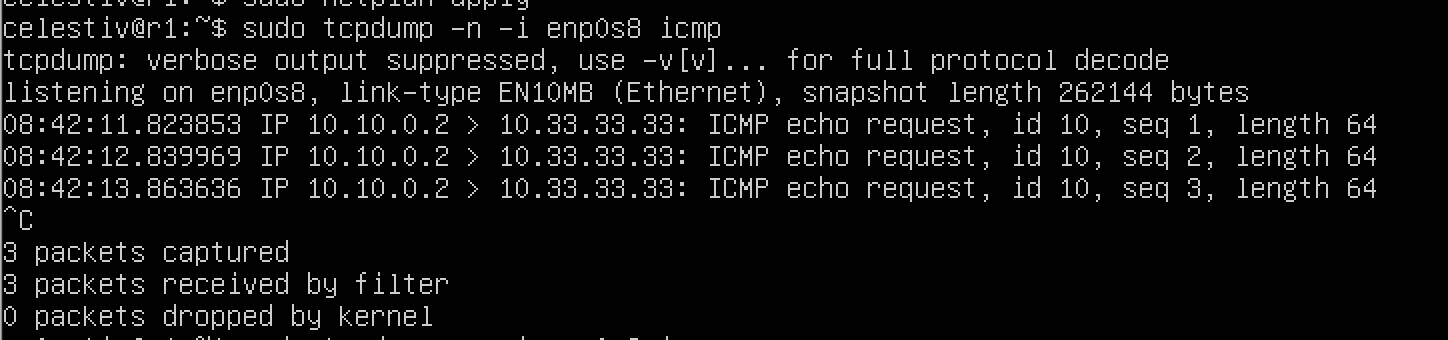 celestiv@r1:~$ sudo netplan apply
celestiv@r1:~$ sudo tcpdump -n -i enp0s8 icmp
tcpdump: verbose output suppressed, use -v[v]... for full protocol decode
listening on enp0s8, link-type EN10MB (Ethernet), snapshot length 262144 bytes
08:42:11.823853 IP 10.10.0.2 > 10.33.33.33: ICMP echo request, id 10, seq 1, length 64
08:42:12.839969 IP 10.10.0.2 > 10.33.33.33: ICMP echo request, id 10, seq 2, length 64
08:42:13.863636 IP 10.10.0.2 > 10.33.33.33: ICMP echo request, id 10, seq 3, length 64
^C
3 packets captured
3 packets received by filter
0 packets dropped by kernel